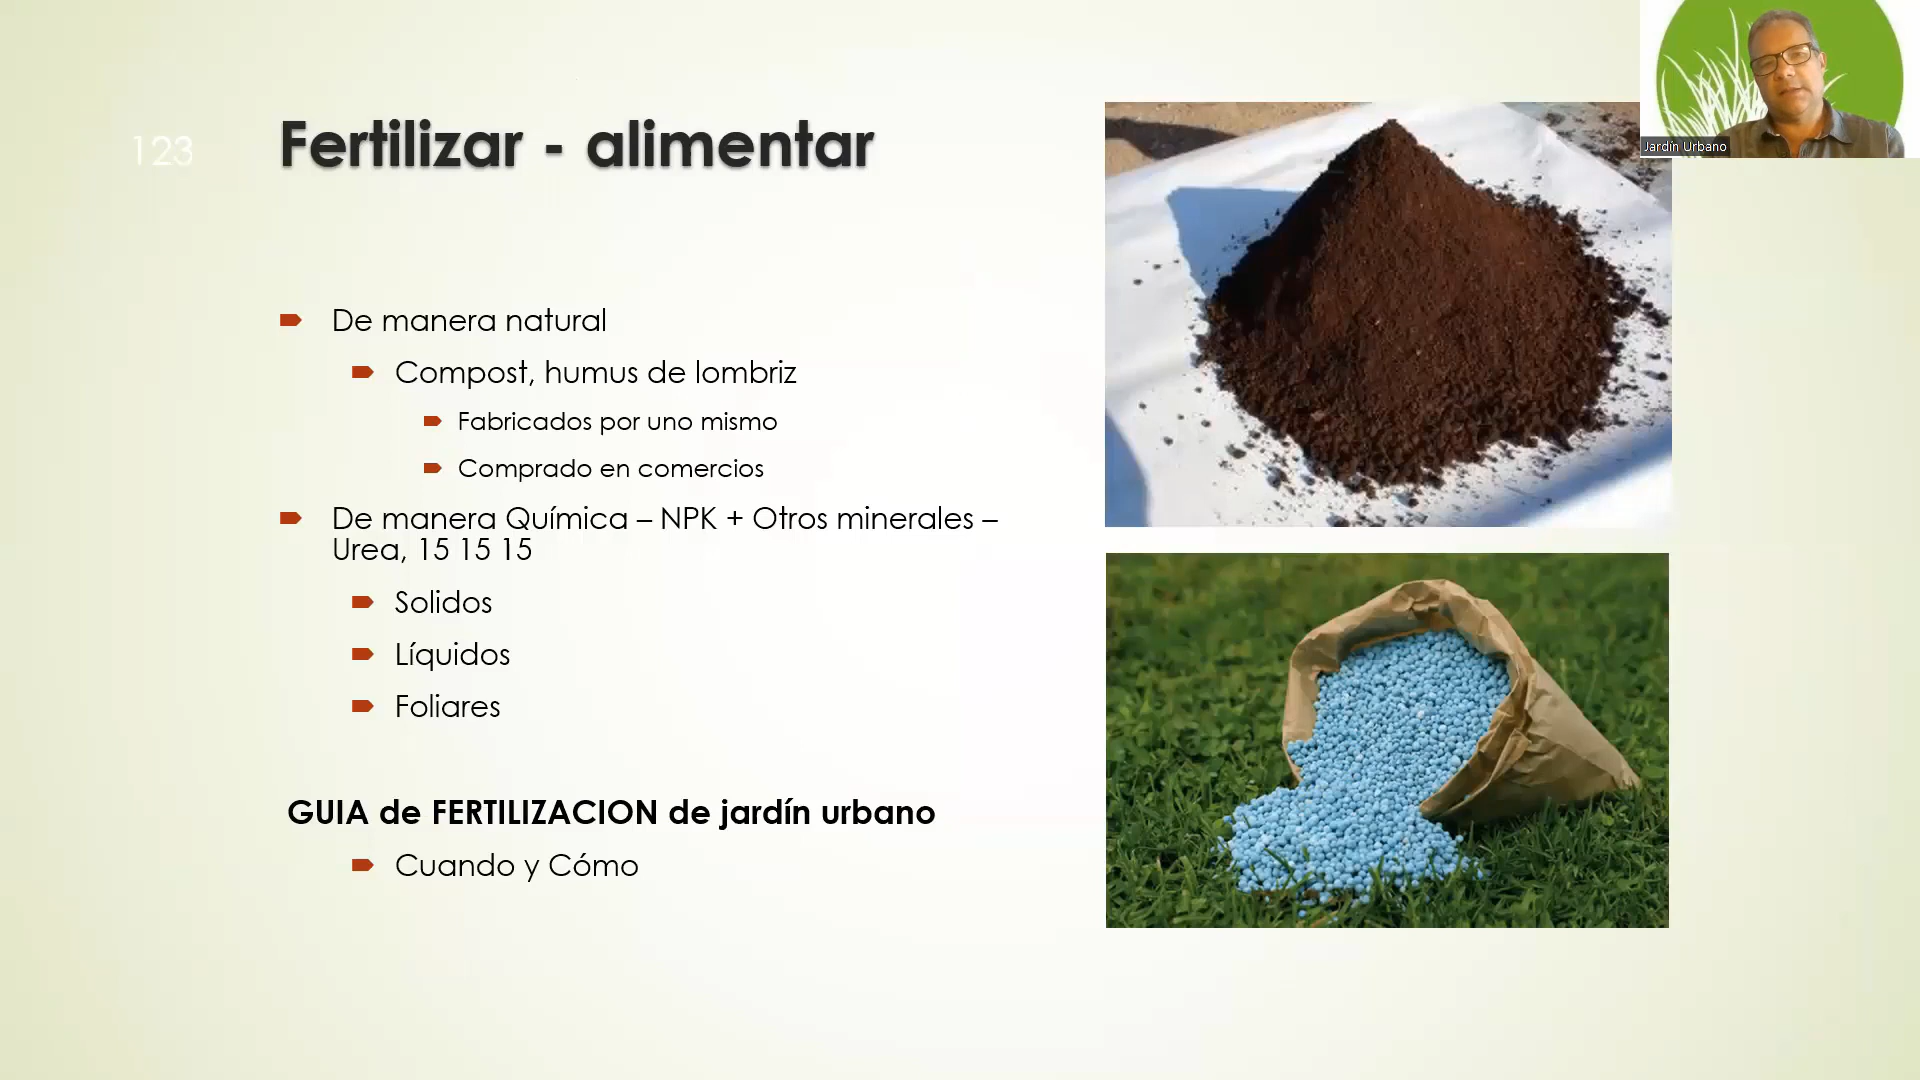 123
Fertilizar - alimentar
Jardín Urbano
De manera natural
Compost, humus de lombriz
Fabricados por uno mismo
Comprado en comercios
De manera Química – NPK + Otros minerales –
Urea, 15 15 15
Solidos
Líquidos
Foliares
GUIA de FERTILIZACION de jardín urbano
Cuando y Cómo